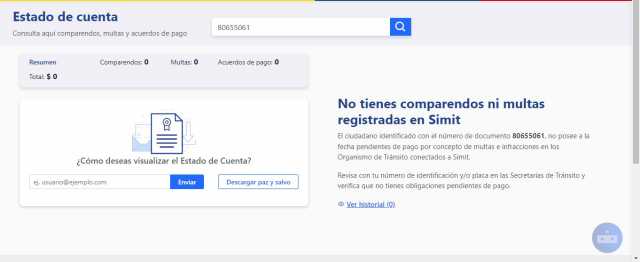 Estado de cuenta
Consulta aquí comparendos, multas y acuerdos de pago
80655061
Resumen Comparendos: 0 Multas: 0 Acuerdos de pago: 0
Total: $ 0
¿Cómo deseas visualizar el Estado de Cuenta?
ej. usuario@ejemplo.com Enviar Descargar paz y salvo
No tienes comparendos ni multas
registradas en Simit
El ciudadano identificado con el número de documento 80655061, no posee a la
fecha pendientes de pago por concepto de multas e infracciones en los
Organismo de Tránsito conectados a Simit.
Revisa con tu número de identificación y/o placa en las Secretarías de Tránsito y
verifica que no tienes obligaciones pendientes de pago.
Ver historial (0)